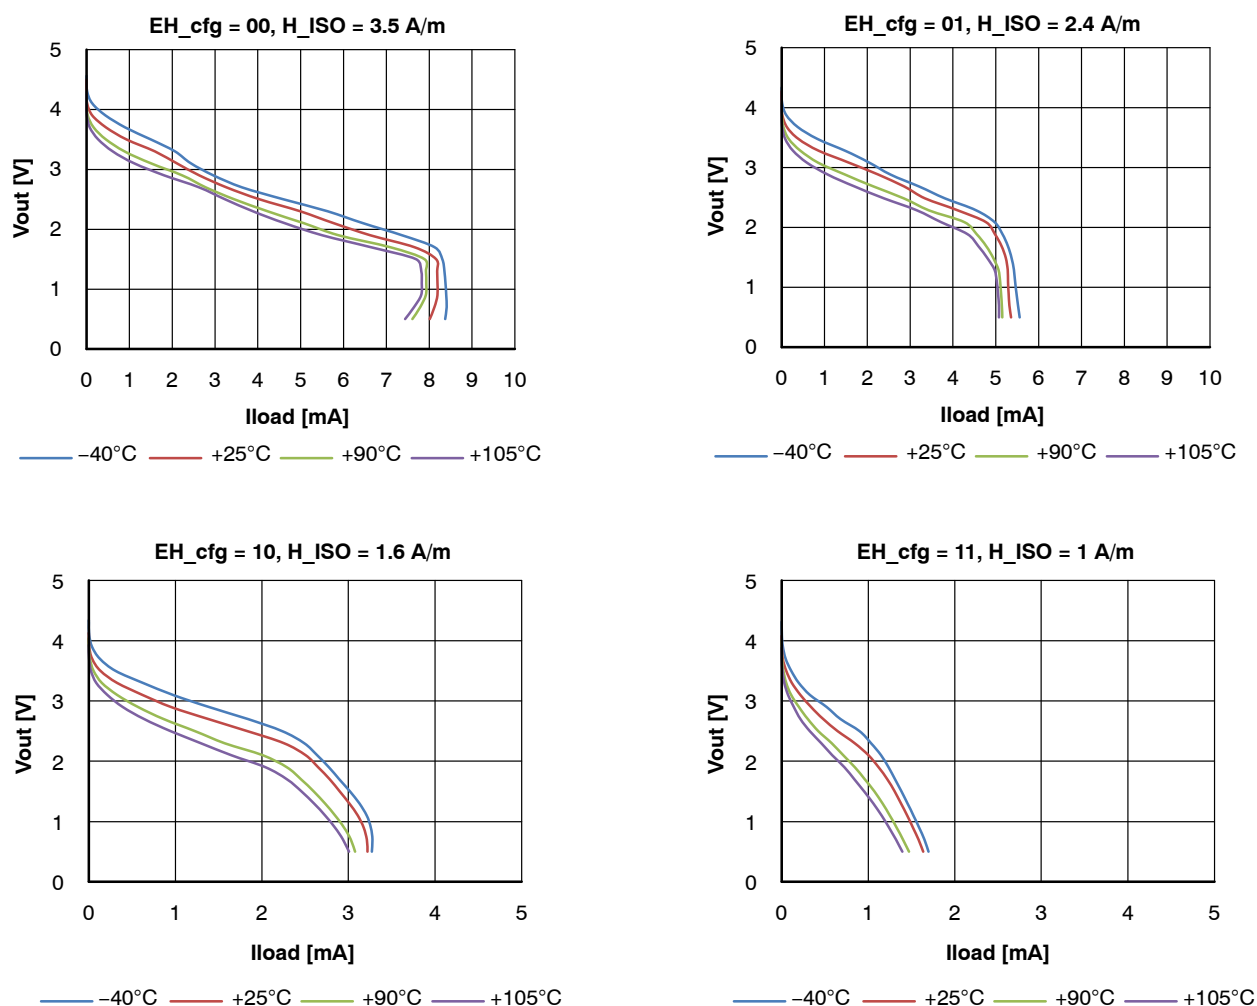 EH_cfg = 00, H_ISO = 3.5 A/m
5
4
3
2
1
0
Vout [V]
0 1 2 3 4 5 6 7 8 9 10
Iload [mA]
−40°C +25°C +90°C +105°C
EH_cfg = 01, H_ISO = 2.4 A/m
5
4
3
2
1
0
Vout [V]
0 1 2 3 4 5 6 7 8 9 10
Iload [mA]
−40°C +25°C +90°C +105°C
EH_cfg = 10, H_ISO = 1.6 A/m
5
4
3
2
1
0
Vout [V]
0 1 2 3 4 5
Iload [mA]
−40°C +25°C +90°C +105°C
EH_cfg = 11, H_ISO = 1 A/m
5
4
3
2
1
0
Vout [V]
0 1 2 3 4 5
Iload [mA]
−40°C +25°C +90°C +105°C